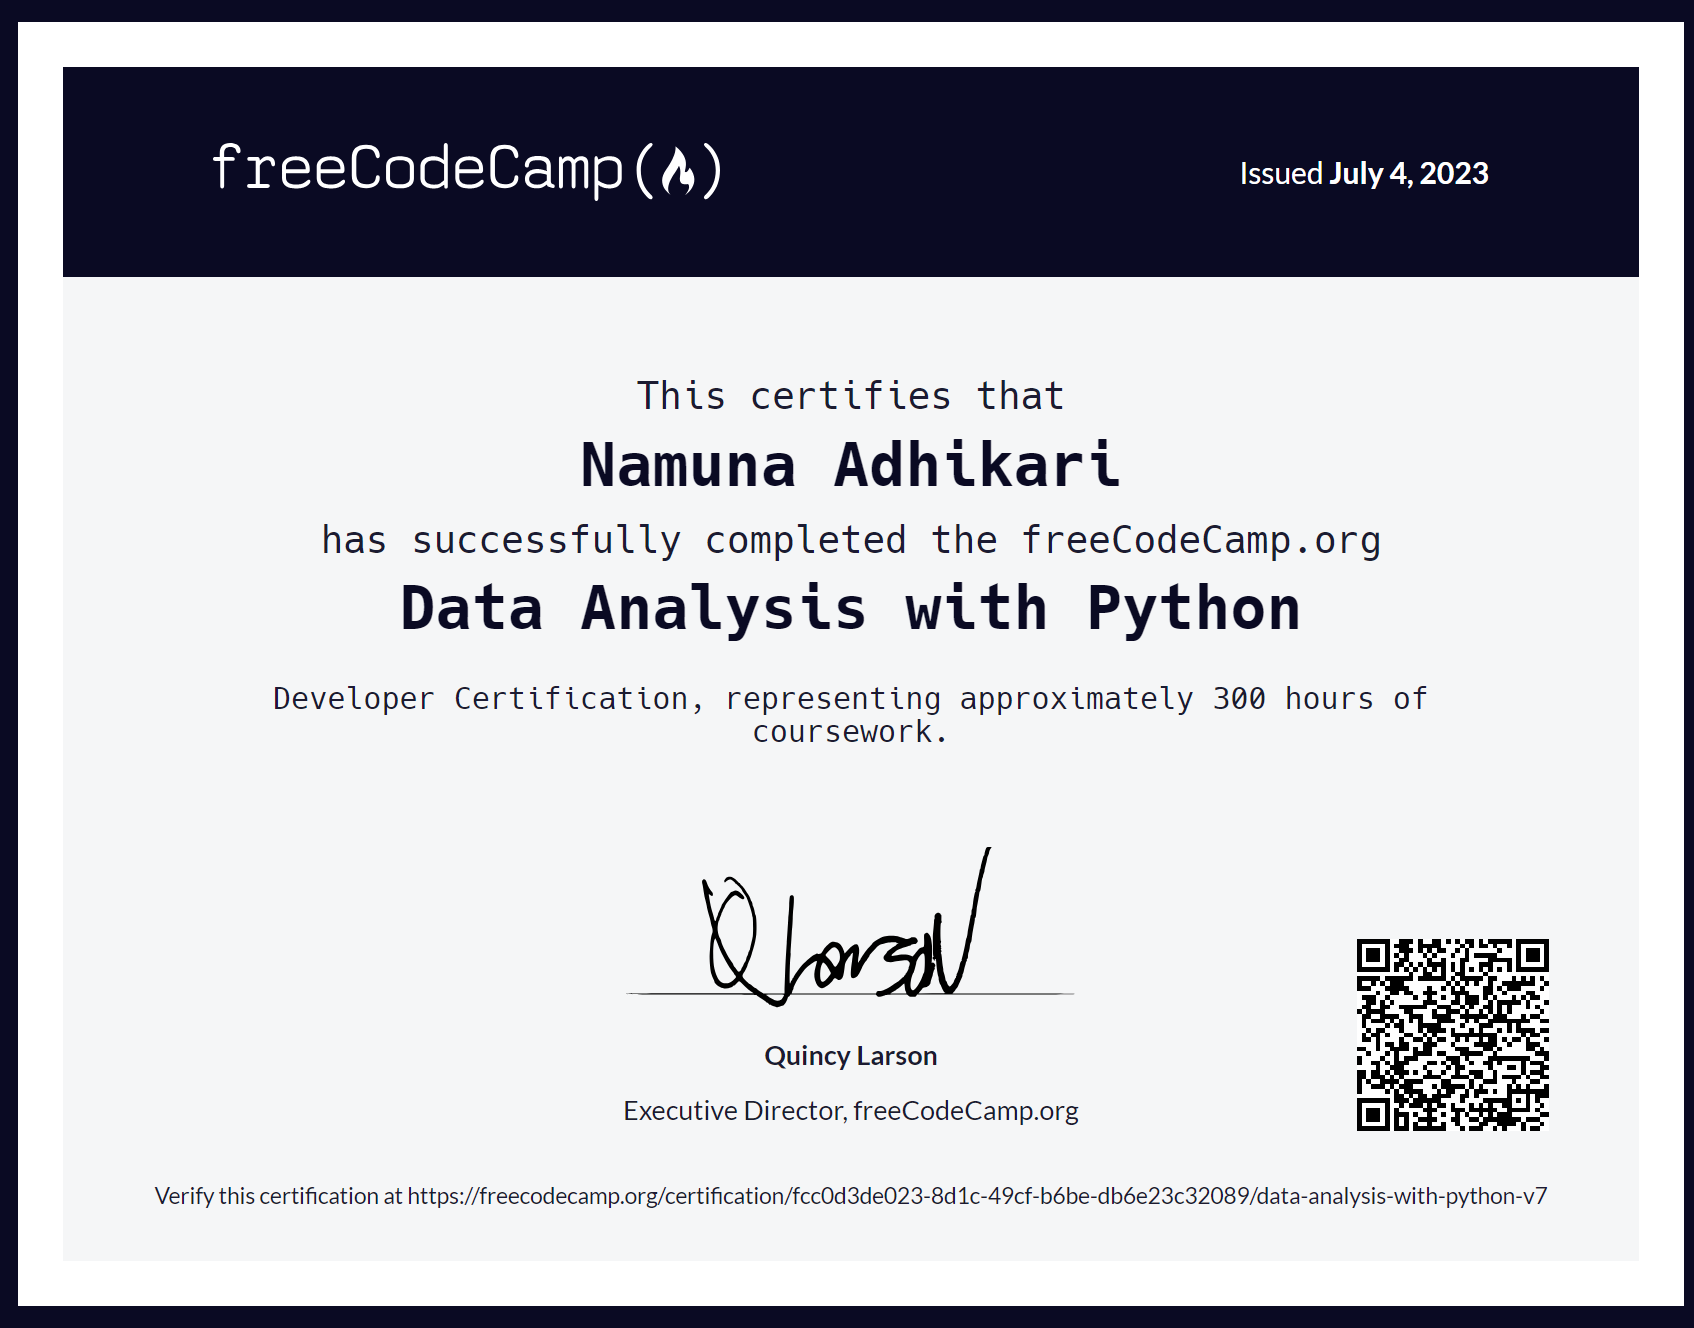 freeCodeCamp
Issued July 4, 2023
This certifies that
Namuna Adhikari
has successfully completed the freeCodeCamp.org
Data Analysis with Python
Developer Certification, representing approximately 300 hours of
coursework.
Q Larson
Quincy Larson
Executive Director, freeCodeCamp.org
Verify this certification at https://freecodecamp.org/certification/fcc0d3de023-8d1c-49cf-b6be-db6e23c32089/data-analysis-with-python-v7